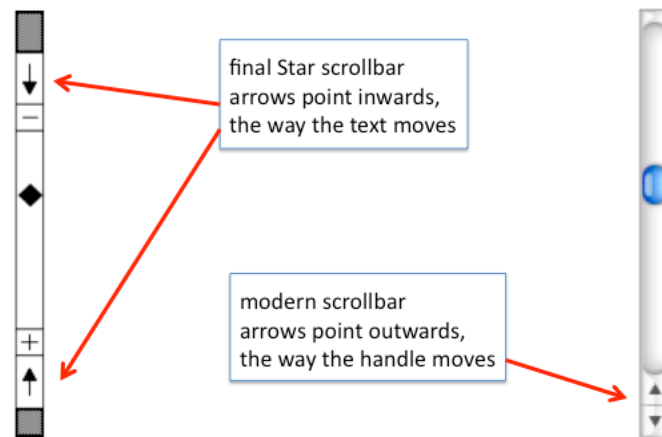 final Star scrollbar
arrows point inwards,
the way the text moves
modern scrollbar
arrows point outwards,
the way the handle moves